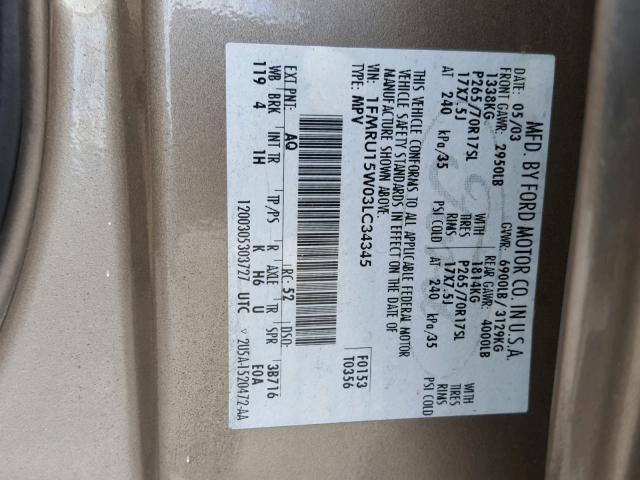 MFD. BY FORD MOTOR CO. IN U.S.A.
DATE: 05/03 GVWR: 6900LB/ 3129KG
FRONT GAWR: 2950LB REAR GAWR: 4000LB
1338KG WITH 1814KG WITH
P265/70R17SL TIRES P265/70R17SL TIRES
17X7.5J RIMS 17X7.5J RIMS
AT 240 kPa/35 PSI COLD AT 240 kPa/35 PSI COLD
THIS VEHICLE CONFORMS TO ALL APPLICABLE FEDERAL MOTOR
VEHICLE SAFETY STANDARDS IN EFFECT ON THE DATE OF
MANUFACTURE SHOWN ABOVE.
VIN: 1FMRU15W03LC34345 F0153
TYPE: MPV T0356
EXT PNT: AQ RC: 52 DSO:
WB BRK INT TR TP/PS R AXLE TR SPR 3B716
119 4 1H K H6 U E0A
1200305303727 UTC 2U5A-1520472-AA